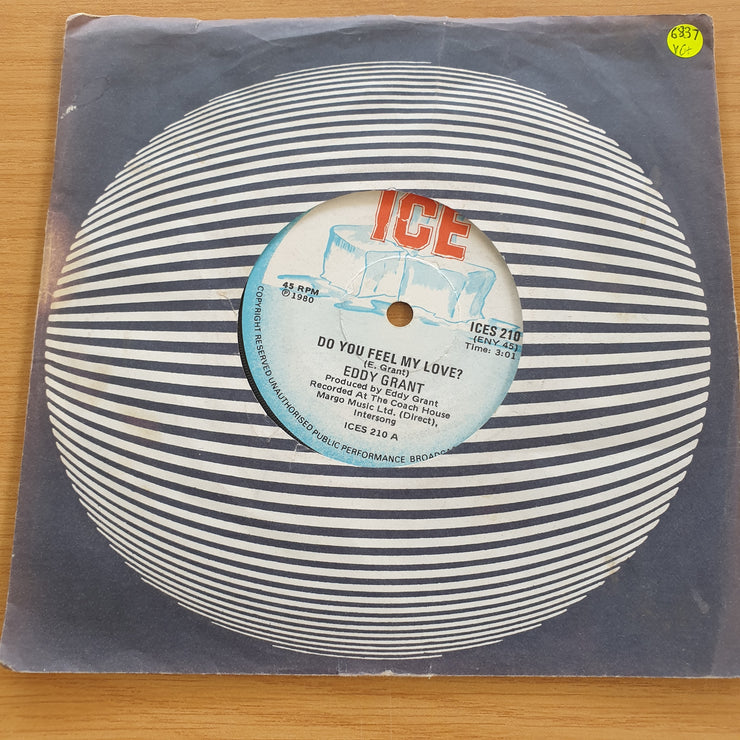 6837
VG+
ICE
45 RPM
℗ 1980
ICES 210
(ENY 45)
Time: 3:01
DO YOU FEEL MY LOVE?
(E. Grant)
EDDY GRANT
Produced by Eddy Grant
Recorded At The Coach House
Margo Music Ltd. (Direct),
Intersong
ICES 210 A
COPYRIGHT RESERVED UNAUTHORISED PUBLIC PERFORMANCE BROADCA